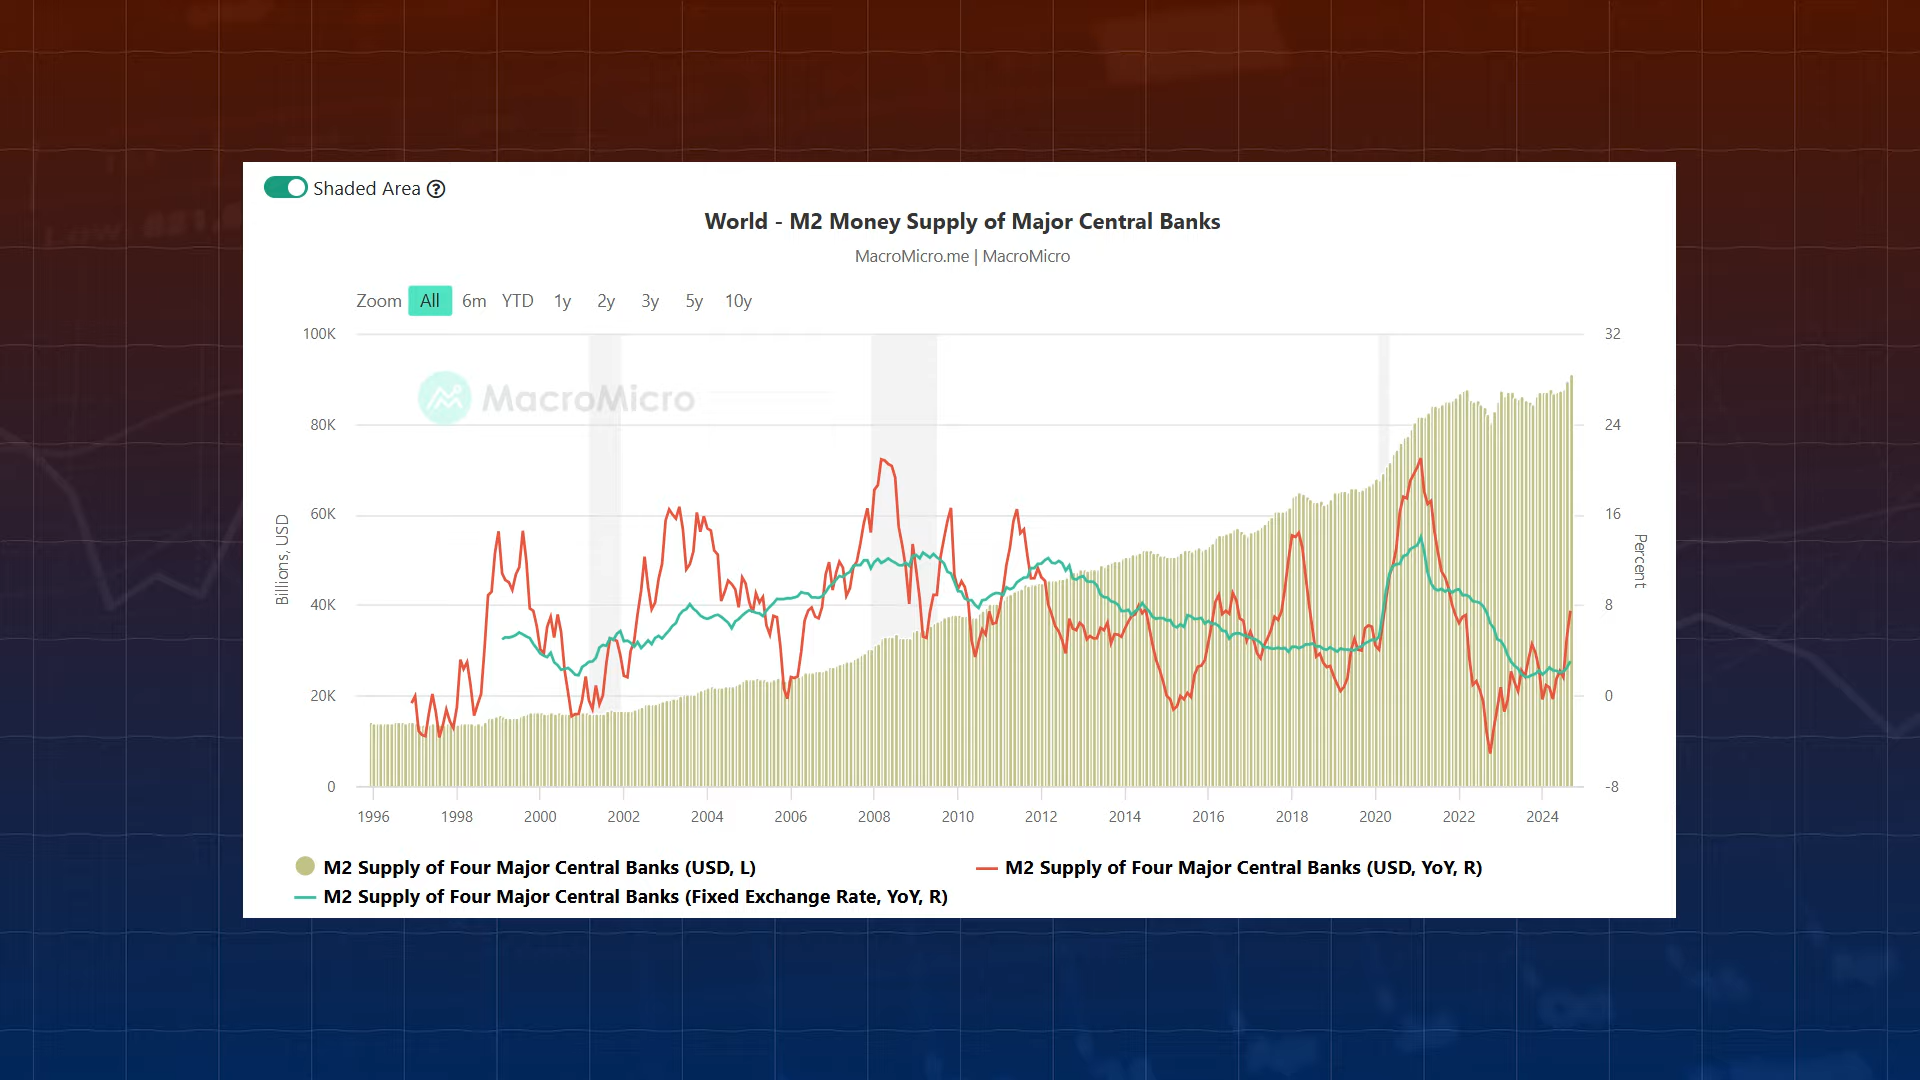 Shaded Area ?
World - M2 Money Supply of Major Central Banks
MacroMicro.me | MacroMicro
Zoom All 6m YTD 1y 2y 3y 5y 10y
MacroMicro
Billions, USD
100K
80K
60K
40K
20K
0
Percent
32
24
16
8
0
-8
1996 1998 2000 2002 2004 2006 2008 2010 2012 2014 2016 2018 2020 2022 2024
M2 Supply of Four Major Central Banks (USD, L)
M2 Supply of Four Major Central Banks (USD, YoY, R)
M2 Supply of Four Major Central Banks (Fixed Exchange Rate, YoY, R)